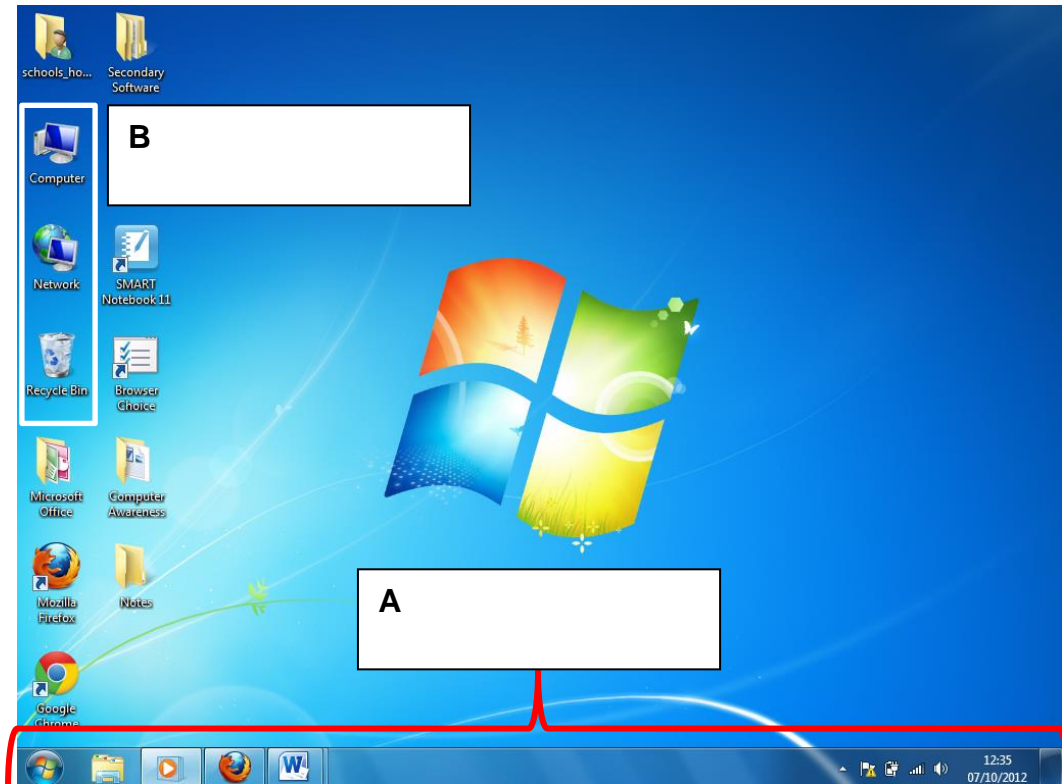 schools_ho...
Secondary
Software
B
Computer
Network
SMART
Notebook 11
Recycle Bin
Browser
Choice
Microsoft
Office
Computer
Awareness
A
Mozilla
Firefox
Notes
Google
Chrome
W
12:35
07/10/2012